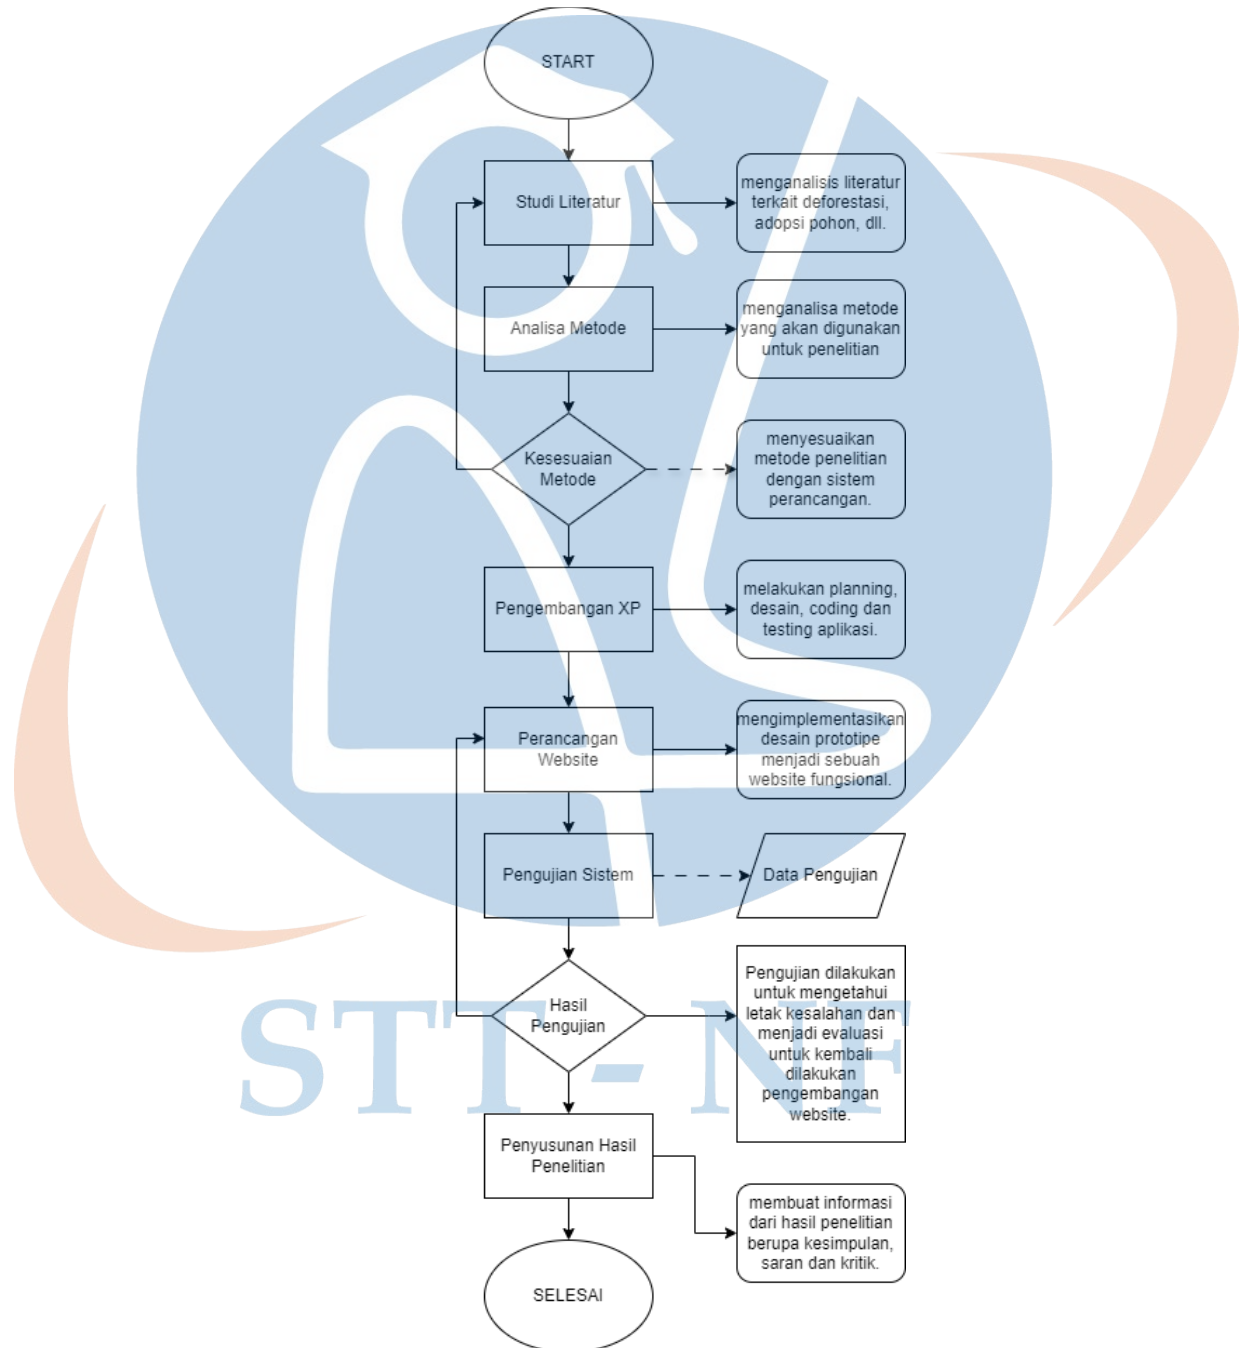 START
Studi Literatur
menganalisis literatur
terkait deforestasi,
adopsi pohon, dll.
Analisa Metode
menganalisa metode
yang akan digunakan
untuk penelitian
Kesesuaian
Metode
menyesuaikan
metode penelitian
dengan sistem
perancangan.
Pengembangan XP
melakukan planning,
desain, coding dan
testing aplikasi.
Perancangan
Website
mengimplementasikan
desain prototipe
menjadi sebuah
website fungsional.
Pengujian Sistem
Data Pengujian
Hasil
Pengujian
Pengujian dilakukan
untuk mengetahui
letak kesalahan dan
menjadi evaluasi
untuk kembali
dilakukan
pengembangan
website.
STT - NF
Penyusunan Hasil
Penelitian
membuat informasi
dari hasil penelitian
berupa kesimpulan,
saran dan kritik.
SELESAI